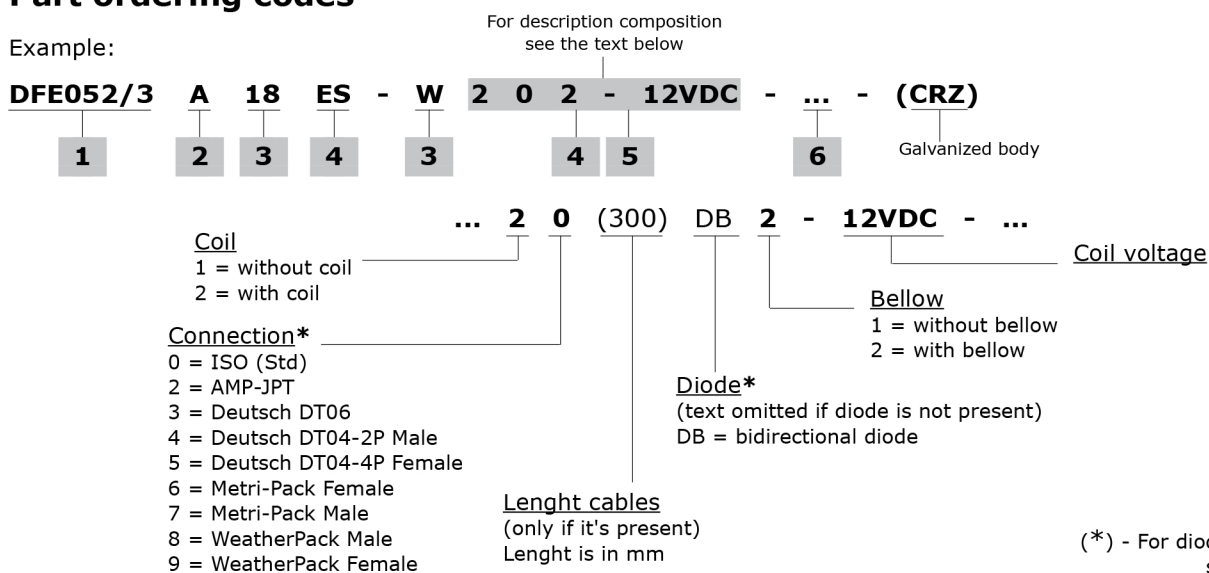 Part ordering codes
For description composition
see the text below
Example:
DFE052/3 A 18 ES - W 2 0 2 - 12VDC - ... - (CRZ)
1 2 3 4 3 4 5 6
Galvanized body
... 2 0 (300) DB 2 - 12VDC - ...
Coil
1 = without coil
2 = with coil
Coil voltage
Bellow
1 = without bellow
2 = with bellow
Connection*
0 = ISO (Std)
2 = AMP-JPT
3 = Deutsch DT06
4 = Deutsch DT04-2P Male
5 = Deutsch DT04-4P Female
6 = Metri-Pack Female
7 = Metri-Pack Male
8 = WeatherPack Male
9 = WeatherPack Female
Diode*
(text omitted if diode is not present)
DB = bidirectional diode
Lenght cables
(only if it's present)
Lenght is in mm
(*) - For diod